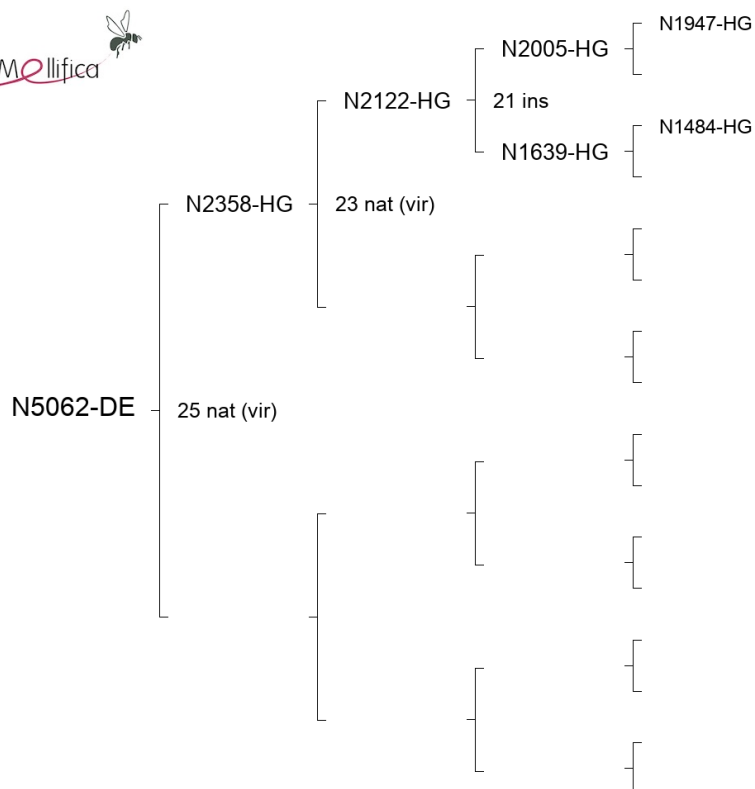 Mellifica
N1947-HG
N2005-HG
N2122-HG
21 ins
N1484-HG
N1639-HG
N2358-HG
23 nat (vir)
N5062-DE
25 nat (vir)